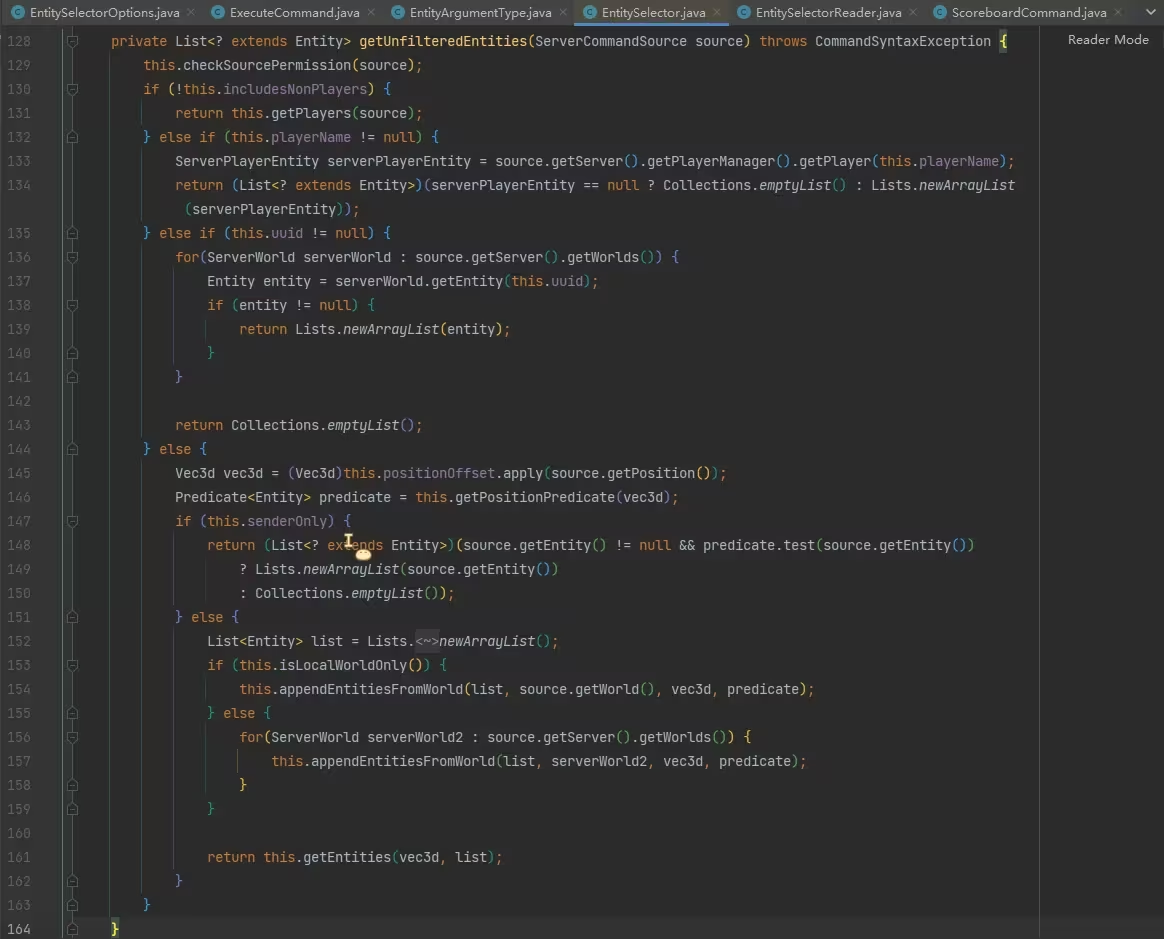 EntitySelectorOptions.java × ExecuteCommand.java × EntityArgumentType.java × EntitySelector.java × EntitySelectorReader.java × ScoreboardCommand.java ×
Reader Mode
128 private List<? extends Entity> getUnfilteredEntities(ServerCommandSource source) throws CommandSyntaxException {
129 this.checkSourcePermission(source);
130 if (!this.includesNonPlayers) {
131 return this.getPlayers(source);
132 } else if (this.playerName != null) {
133 ServerPlayerEntity serverPlayerEntity = source.getServer().getPlayerManager().getPlayer(this.playerName);
134 return (List<? extends Entity>)(serverPlayerEntity == null ? Collections.emptyList() : Lists.newArrayList
(serverPlayerEntity));
135 } else if (this.uuid != null) {
136 for(ServerWorld serverWorld : source.getServer().getWorlds()) {
137 Entity entity = serverWorld.getEntity(this.uuid);
138 if (entity != null) {
139 return Lists.newArrayList(entity);
140 }
141 }
142
143 return Collections.emptyList();
144 } else {
145 Vec3d vec3d = (Vec3d)this.positionOffset.apply(source.getPosition());
146 Predicate<Entity> predicate = this.getPositionPredicate(vec3d);
147 if (this.senderOnly) {
148 return (List<? extends Entity>)(source.getEntity() != null && predicate.test(source.getEntity())
149 ? Lists.newArrayList(source.getEntity())
150 : Collections.emptyList());
151 } else {
152 List<Entity> list = Lists.<~>newArrayList();
153 if (this.isLocalWorldOnly()) {
154 this.appendEntitiesFromWorld(list, source.getWorld(), vec3d, predicate);
155 } else {
156 for(ServerWorld serverWorld2 : source.getServer().getWorlds()) {
157 this.appendEntitiesFromWorld(list, serverWorld2, vec3d, predicate);
158 }
159 }
160
161 return this.getEntities(vec3d, list);
162 }
163 }
164 }